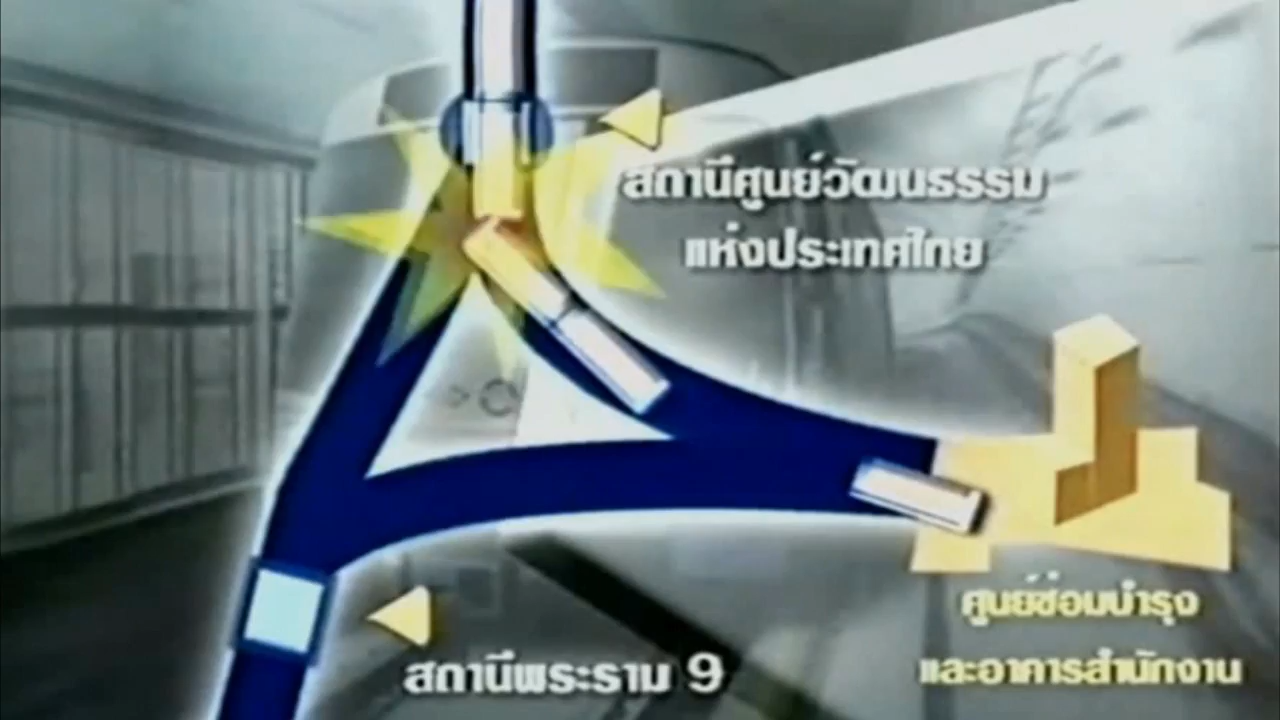 สถานีศูนย์วัฒนธรรม
แห่งประเทศไทย
ศูนย์ซ่อมบำรุง
และอาคารสำนักงาน
สถานีพระราม 9